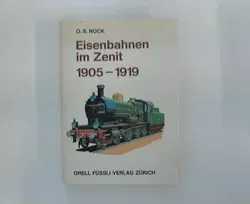 O. S. NOCK
Eisenbahnen
im Zenit
1905–1919
ORELL FÜSSLI VERLAG ZÜRICH